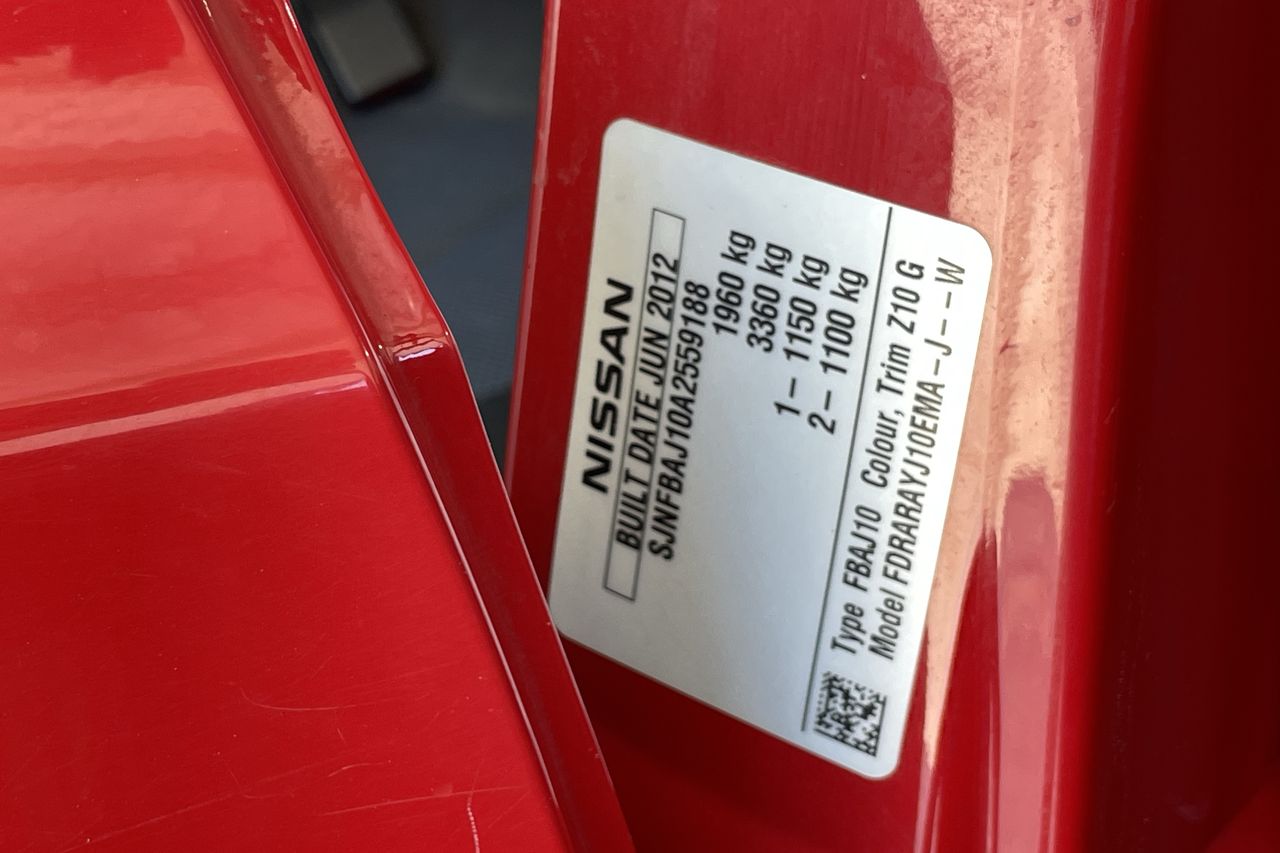 NISSAN
BUILT DATE JUN 2012
SJNFBAJ10A2559188
1960 kg
3360 kg
1– 1150 kg
2– 1100 kg
Type FBAJ10 Colour, Trim Z10 G
Model FDRARAYJ10EMA–J––W